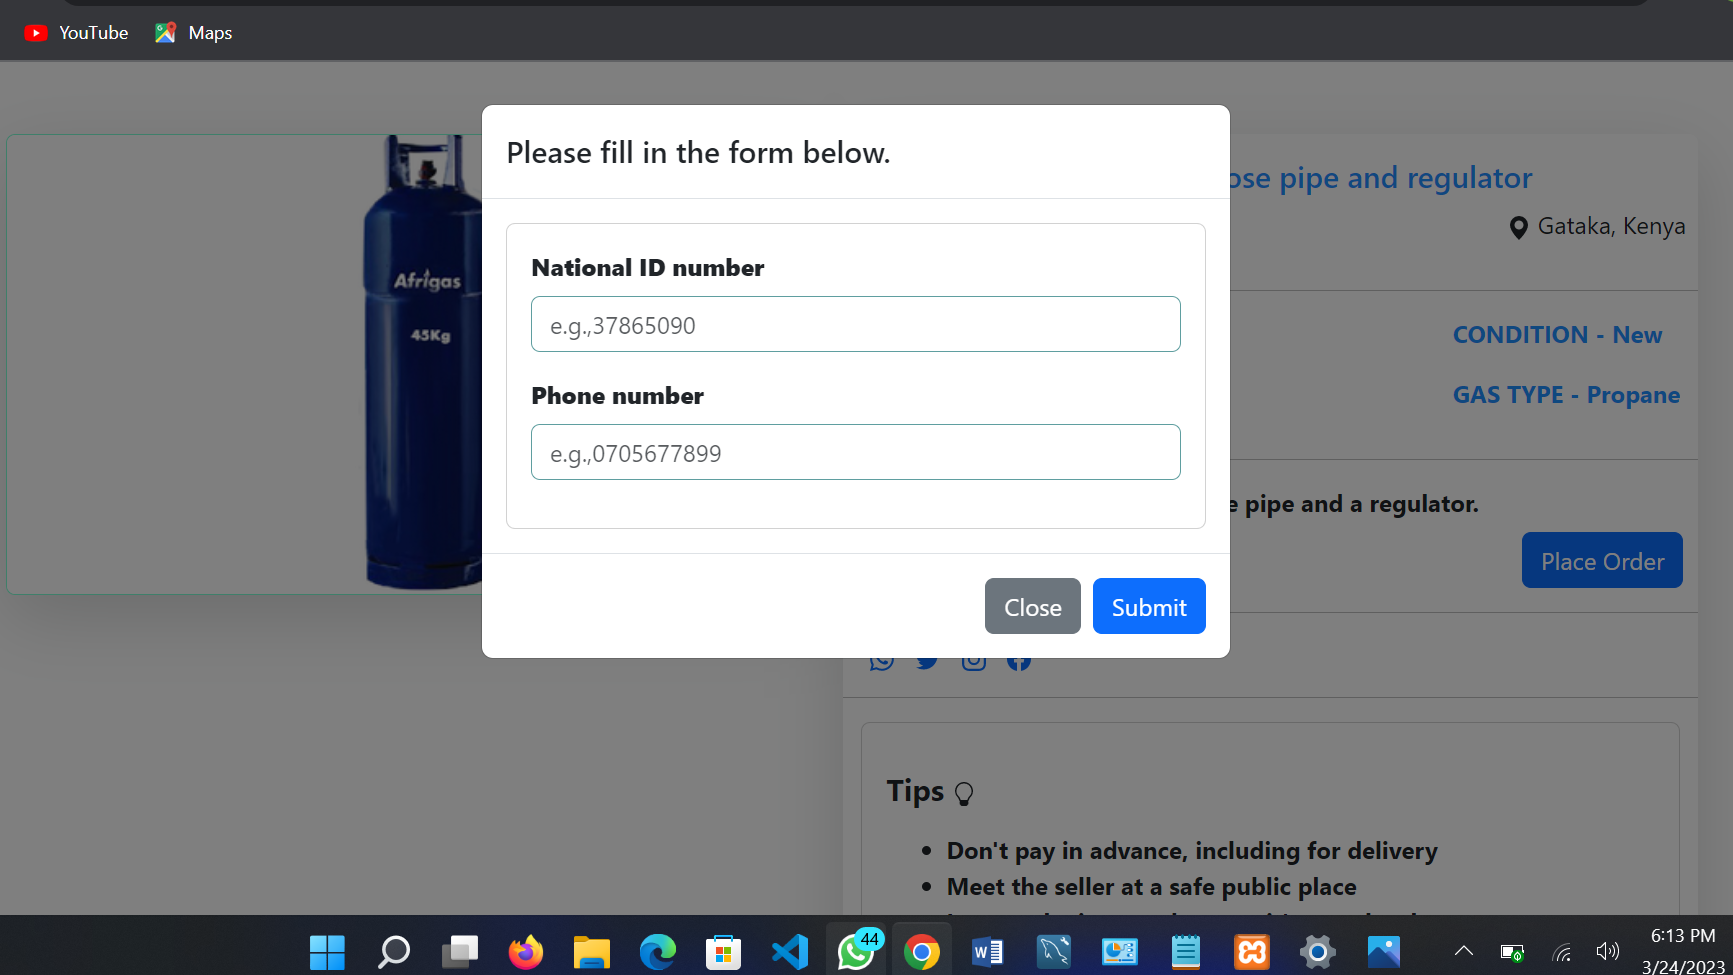 YouTube
Maps
Please fill in the form below.
National ID number
e.g.,37865090
Phone number
e.g.,0705677899
Close
Submit
Afrigas
45Kg
pipe and regulator
Gataka, Kenya
CONDITION - New
GAS TYPE - Propane
pipe and a regulator.
Place Order
Tips
Don't pay in advance, including for delivery
Meet the seller at a safe public place
44
6:13 PM
3/24/2023